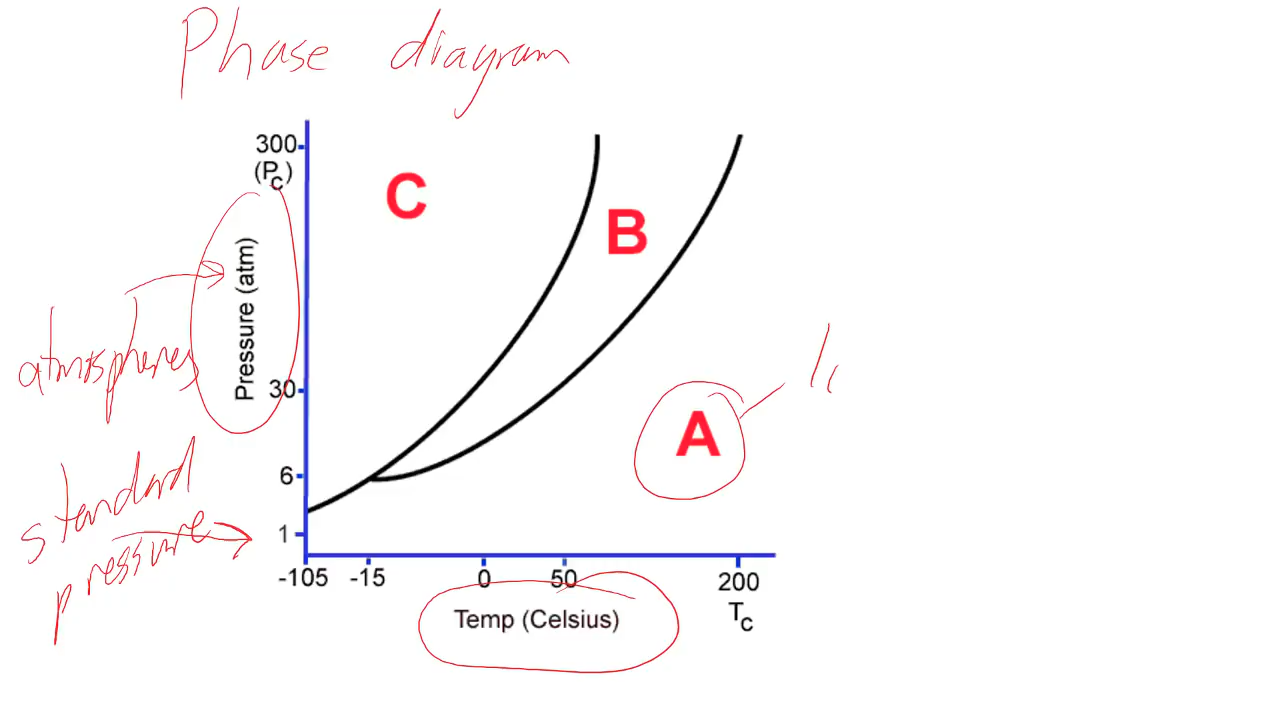 Phase diagram
300
(Pc)
C
B
Pressure (atm)
atmospheres
30
A
standard
pressure
6
1
-105 -15 0 50 200
Temp (Celsius)
Tc